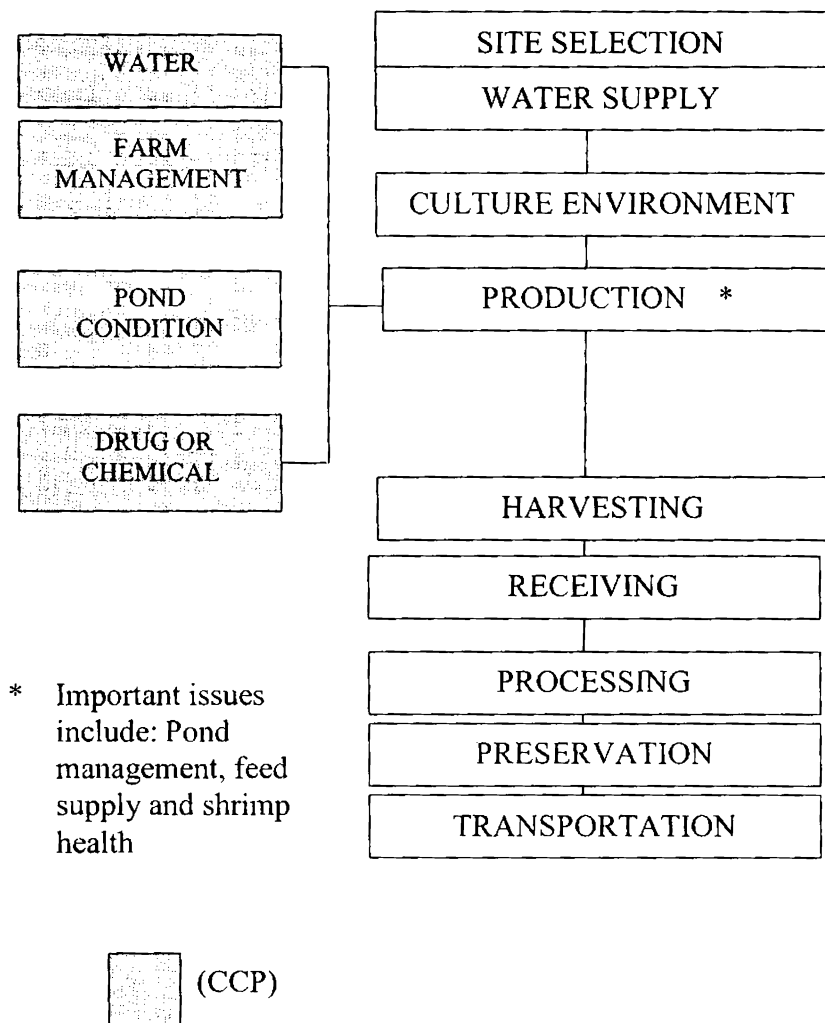 WATER
FARM
MANAGEMENT
POND
CONDITION
DRUG OR
CHEMICAL
SITE SELECTION
WATER SUPPLY
CULTURE ENVIRONMENT
PRODUCTION *
HARVESTING
RECEIVING
PROCESSING
PRESERVATION
TRANSPORTATION
* Important issues
include: Pond
management, feed
supply and shrimp
health
(CCP)